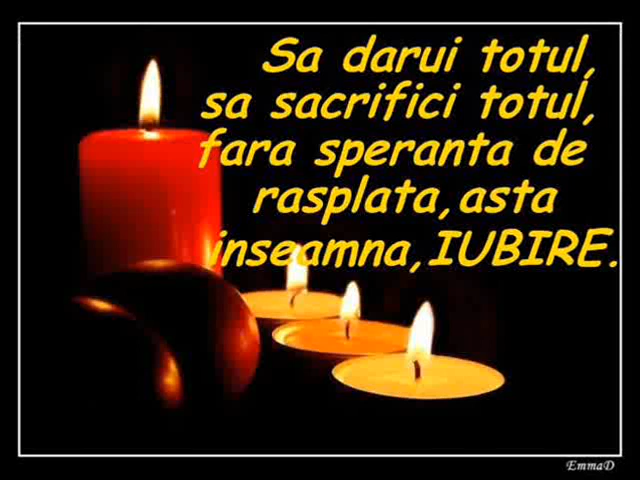 Sa darui totul,
sa sacrifici totul,
fara speranta de
rasplata, asta
inseamna, IUBIRE.
EmmaD